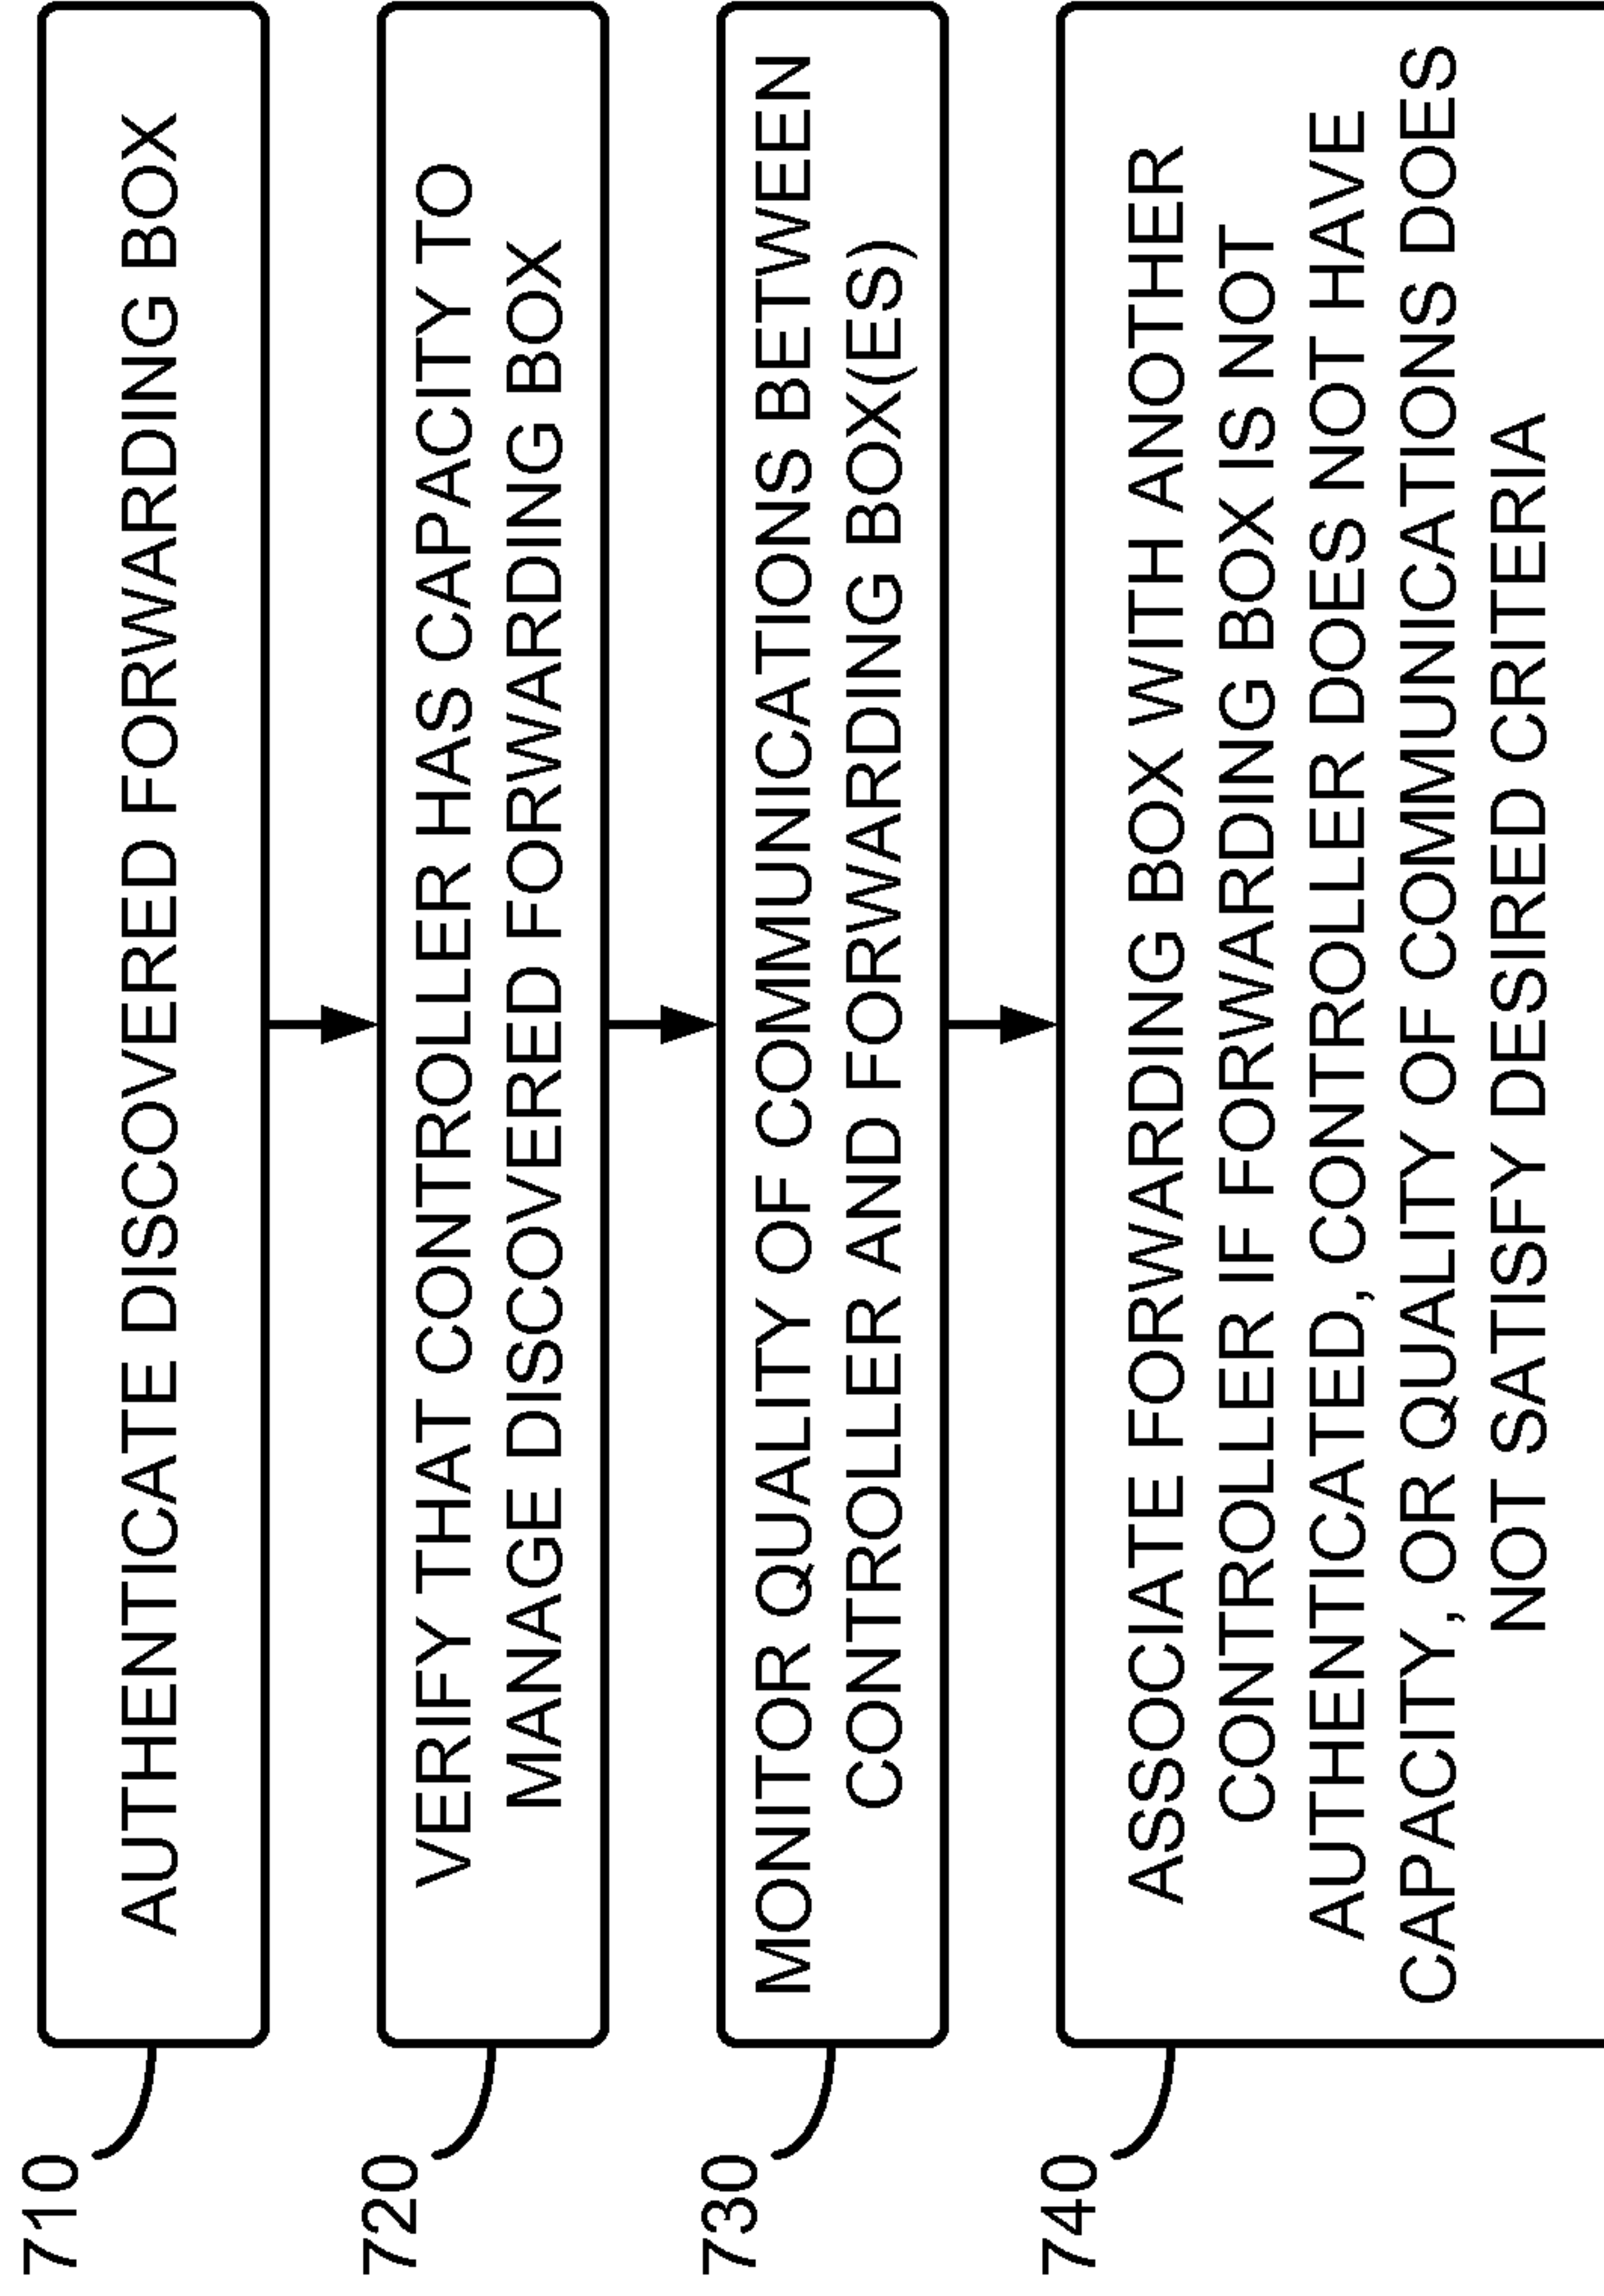 710
AUTHENTICATE DISCOVERED FORWARDING BOX
720
VERIFY THAT CONTROLLER HAS CAPACITY TO
MANAGE DISCOVERED FORWARDING BOX
730
MONITOR QUALITY OF COMMUNICATIONS BETWEEN
CONTROLLER AND FORWARDING BOX(ES)
740
ASSOCIATE FORWARDING BOX WITH ANOTHER
CONTROLLER IF FORWARDING BOX IS NOT
AUTHENTICATED, CONTROLLER DOES NOT HAVE
CAPACITY, OR QUALITY OF COMMUNICATIONS DOES
NOT SATISFY DESIRED CRITERIA